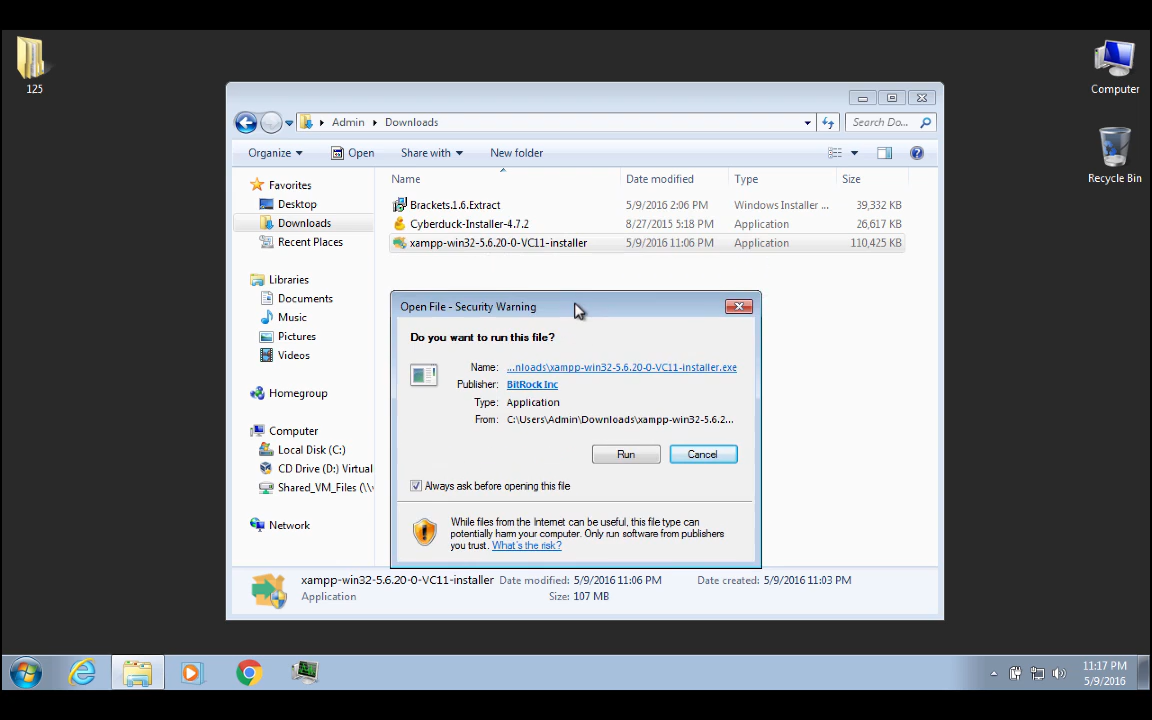 125
Computer
Recycle Bin
Admin Downloads
Search Do...
Organize Open Share with New folder
Name Date modified Type Size
Favorites
Desktop
Downloads
Recent Places
Libraries
Documents
Music
Pictures
Videos
Homegroup
Computer
Local Disk (C:)
CD Drive (D:) Virtual
Shared_VM_Files (\\v
Network
Brackets.1.6.Extract 5/9/2016 2:06 PM Windows Installer ... 39,332 KB
Cyberduck-Installer-4.7.2 8/27/2015 5:18 PM Application 26,617 KB
xampp-win32-5.6.20-0-VC11-installer 5/9/2016 11:06 PM Application 110,425 KB
Open File - Security Warning
Do you want to run this file?
Name: ...nloads\xampp-win32-5.6.20-0-VC11-installer.exe
Publisher: BitRock Inc
Type: Application
From: C:\Users\Admin\Downloads\xampp-win32-5.6.2...
Run Cancel
Always ask before opening this file
While files from the Internet can be useful, this file type can
potentially harm your computer. Only run software from publishers
you trust. What's the risk?
xampp-win32-5.6.20-0-VC11-installer Date modified: 5/9/2016 11:06 PM Date created: 5/9/2016 11:03 PM
Application Size: 107 MB
11:17 PM
5/9/2016